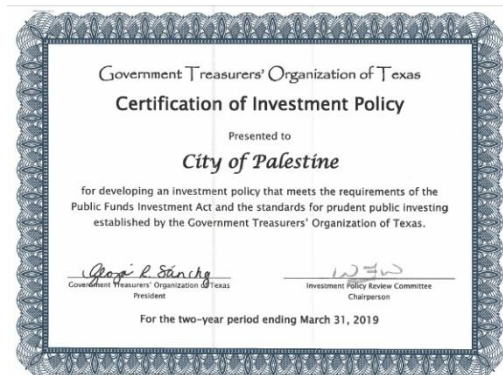 Government Treasurers' Organization of Texas
Certification of Investment Policy
Presented to
City of Palestine
for developing an investment policy that meets the requirements of the
Public Funds Investment Act and the standards for prudent public investing
established by the Government Treasurers' Organization of Texas.
Government Treasurers' Organization of Texas
President
Investment Policy Review Committee
Chairperson
For the two-year period ending March 31, 2019